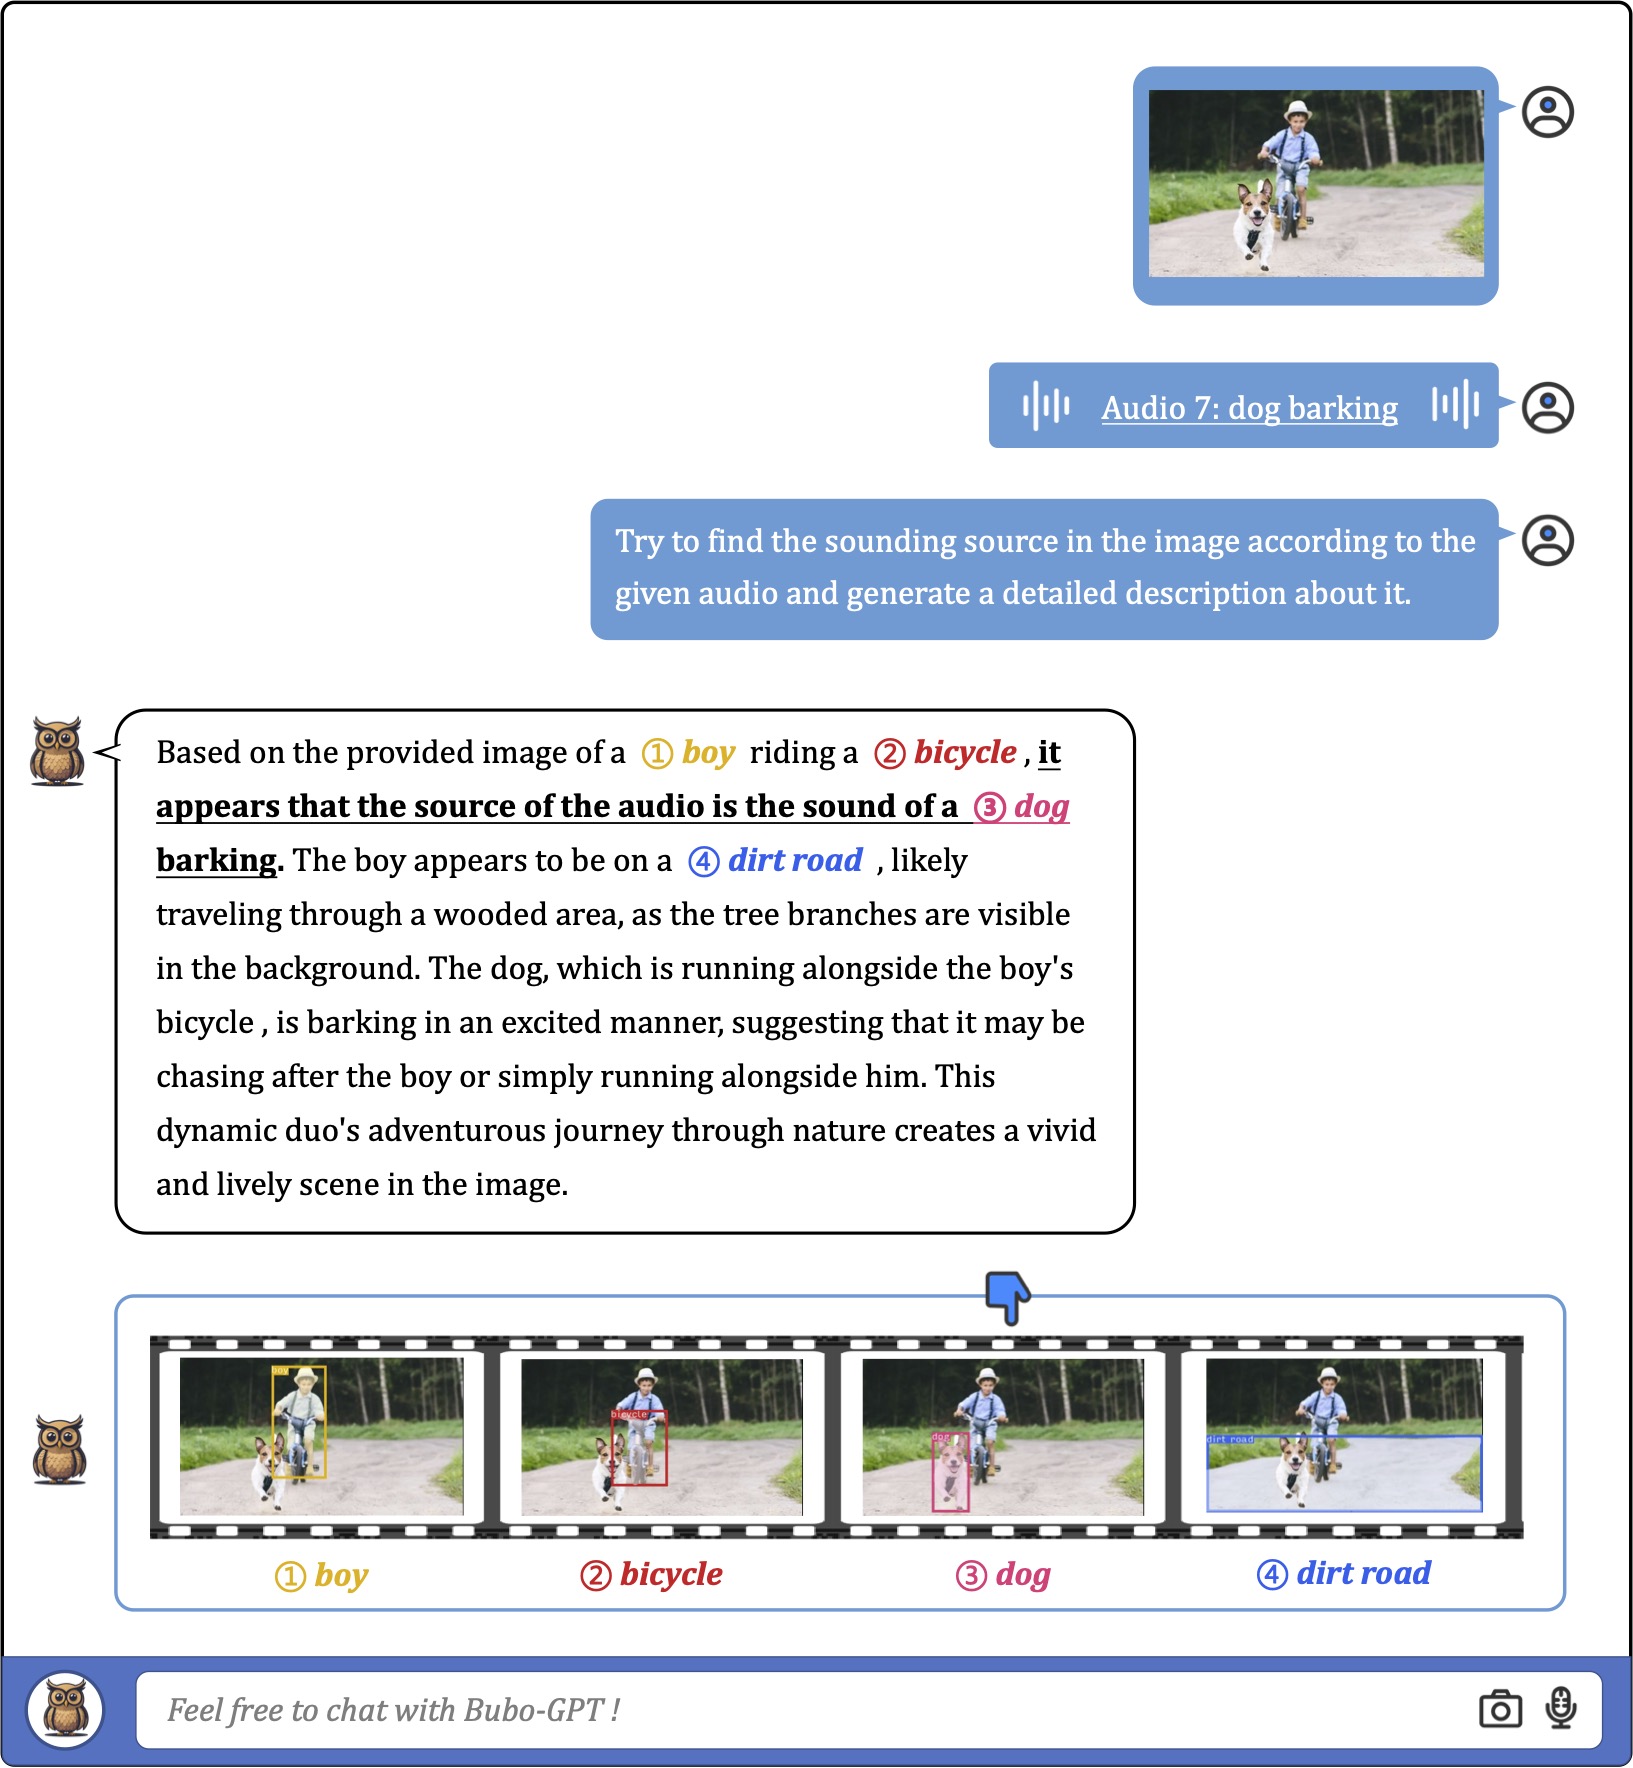 Audio 7: dog barking
Try to find the sounding source in the image according to the
given audio and generate a detailed description about it.
Based on the provided image of a ① boy riding a ② bicycle , it
appears that the source of the audio is the sound of a ③ dog
barking. The boy appears to be on a ④ dirt road , likely
traveling through a wooded area, as the tree branches are visible
in the background. The dog, which is running alongside the boy's
bicycle , is barking in an excited manner, suggesting that it may be
chasing after the boy or simply running alongside him. This
dynamic duo's adventurous journey through nature creates a vivid
and lively scene in the image.
boy
bicycle
dog
dirt road
① boy
② bicycle
③ dog
④ dirt road
Feel free to chat with Bubo-GPT !